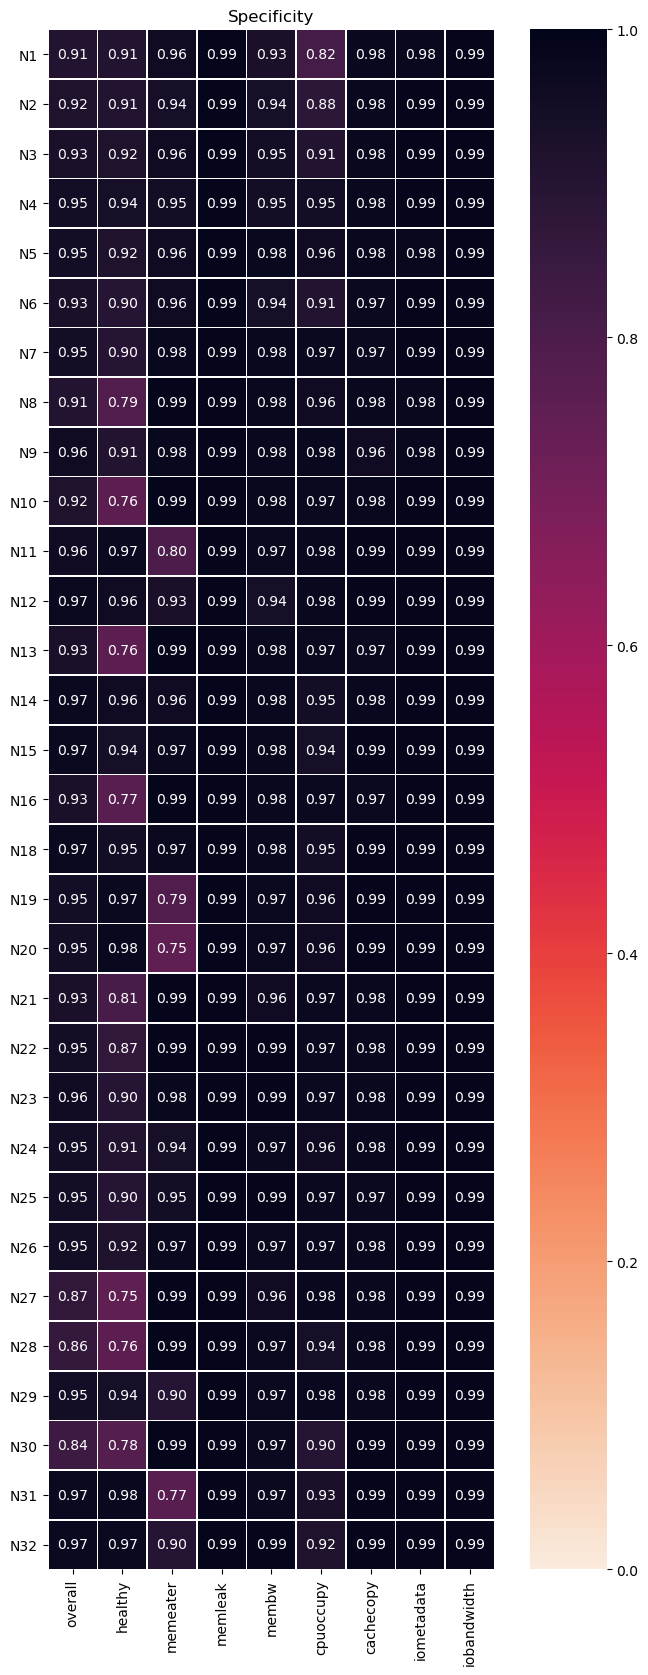 Specificity
N1 0.91 0.91 0.96 0.99 0.93 0.82 0.98 0.98 0.99
N2 0.92 0.91 0.94 0.99 0.94 0.88 0.98 0.99 0.99
N3 0.93 0.92 0.96 0.99 0.95 0.91 0.98 0.99 0.99
N4 0.95 0.94 0.95 0.99 0.95 0.95 0.98 0.99 0.99
N5 0.95 0.92 0.96 0.99 0.98 0.96 0.98 0.98 0.99
N6 0.93 0.90 0.96 0.99 0.94 0.91 0.97 0.99 0.99
N7 0.95 0.90 0.98 0.99 0.98 0.97 0.97 0.99 0.99
N8 0.91 0.79 0.99 0.99 0.98 0.96 0.98 0.98 0.99
N9 0.96 0.91 0.98 0.99 0.98 0.98 0.96 0.98 0.99
N10 0.92 0.76 0.99 0.99 0.98 0.97 0.98 0.99 0.99
N11 0.96 0.97 0.80 0.99 0.97 0.98 0.99 0.99 0.99
N12 0.97 0.96 0.93 0.99 0.94 0.98 0.99 0.99 0.99
N13 0.93 0.76 0.99 0.99 0.98 0.97 0.97 0.99 0.99
N14 0.97 0.96 0.96 0.99 0.98 0.95 0.98 0.99 0.99
N15 0.97 0.94 0.97 0.99 0.98 0.94 0.99 0.99 0.99
N16 0.93 0.77 0.99 0.99 0.98 0.97 0.97 0.99 0.99
N18 0.97 0.95 0.97 0.99 0.98 0.95 0.99 0.99 0.99
N19 0.95 0.97 0.79 0.99 0.97 0.96 0.99 0.99 0.99
N20 0.95 0.98 0.75 0.99 0.97 0.96 0.99 0.99 0.99
N21 0.93 0.81 0.99 0.99 0.96 0.97 0.98 0.99 0.99
N22 0.95 0.87 0.99 0.99 0.99 0.97 0.98 0.99 0.99
N23 0.96 0.90 0.98 0.99 0.99 0.97 0.98 0.99 0.99
N24 0.95 0.91 0.94 0.99 0.97 0.96 0.98 0.99 0.99
N25 0.95 0.90 0.95 0.99 0.99 0.97 0.97 0.99 0.99
N26 0.95 0.92 0.97 0.99 0.97 0.97 0.98 0.99 0.99
N27 0.87 0.75 0.99 0.99 0.96 0.98 0.98 0.99 0.99
N28 0.86 0.76 0.99 0.99 0.97 0.94 0.98 0.99 0.99
N29 0.95 0.94 0.90 0.99 0.97 0.98 0.98 0.99 0.99
N30 0.84 0.78 0.99 0.99 0.97 0.90 0.99 0.99 0.99
N31 0.97 0.98 0.77 0.99 0.97 0.93 0.99 0.99 0.99
N32 0.97 0.97 0.90 0.99 0.99 0.92 0.99 0.99 0.99
overall
healthy
memeater
memleak
membw
cpuoccupy
cachecopy
iometadata
iobandwidth
1.0
0.8
0.6
0.4
0.2
0.0